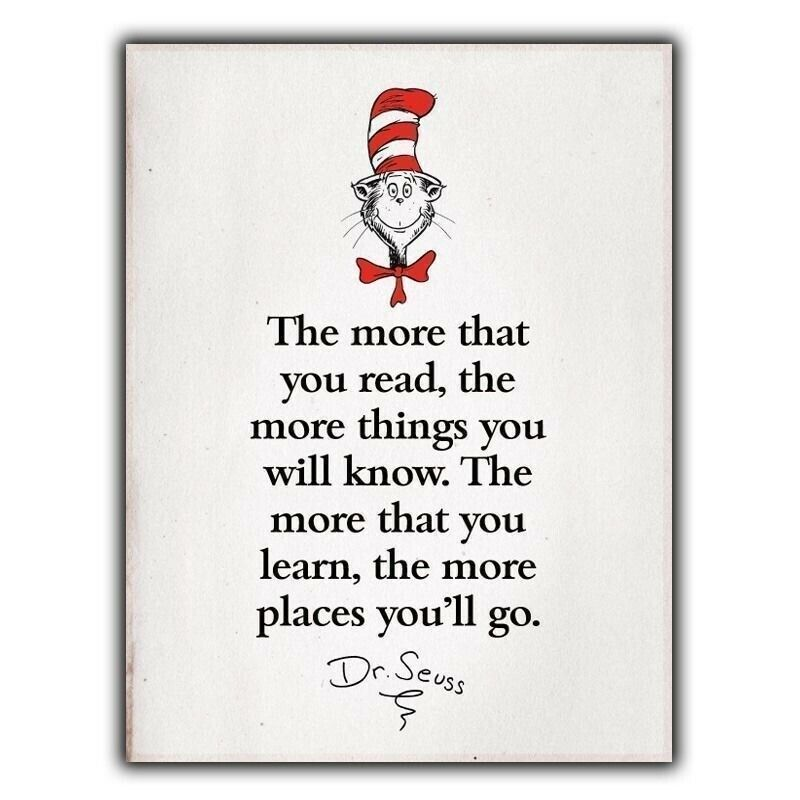 The more that
you read, the
more things you
will know. The
more that you
learn, the more
places you'll go.
Dr. Seuss